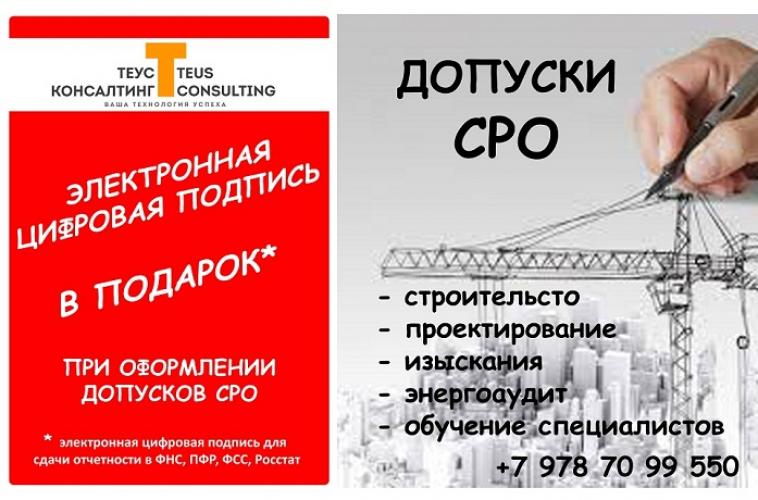 ТЕУС TEUS
КОНСАЛТИНГ CONSULTING
ВАША ТЕХНОЛОГИЯ УСПЕХА
ЭЛЕКТРОННАЯ
ЦИФРОВАЯ ПОДПИСЬ
В ПОДАРОК*
ПРИ ОФОРМЛЕНИИ
ДОПУСКОВ СРО
* электронная цифровая подпись для
сдачи отчетности в ФНС, ПФР, ФСС, Росстат
ДОПУСКИ
СРО
- строительсто
- проектирование
- изыскания
- энергоаудит
- обучение специалистов
+7 978 70 99 550